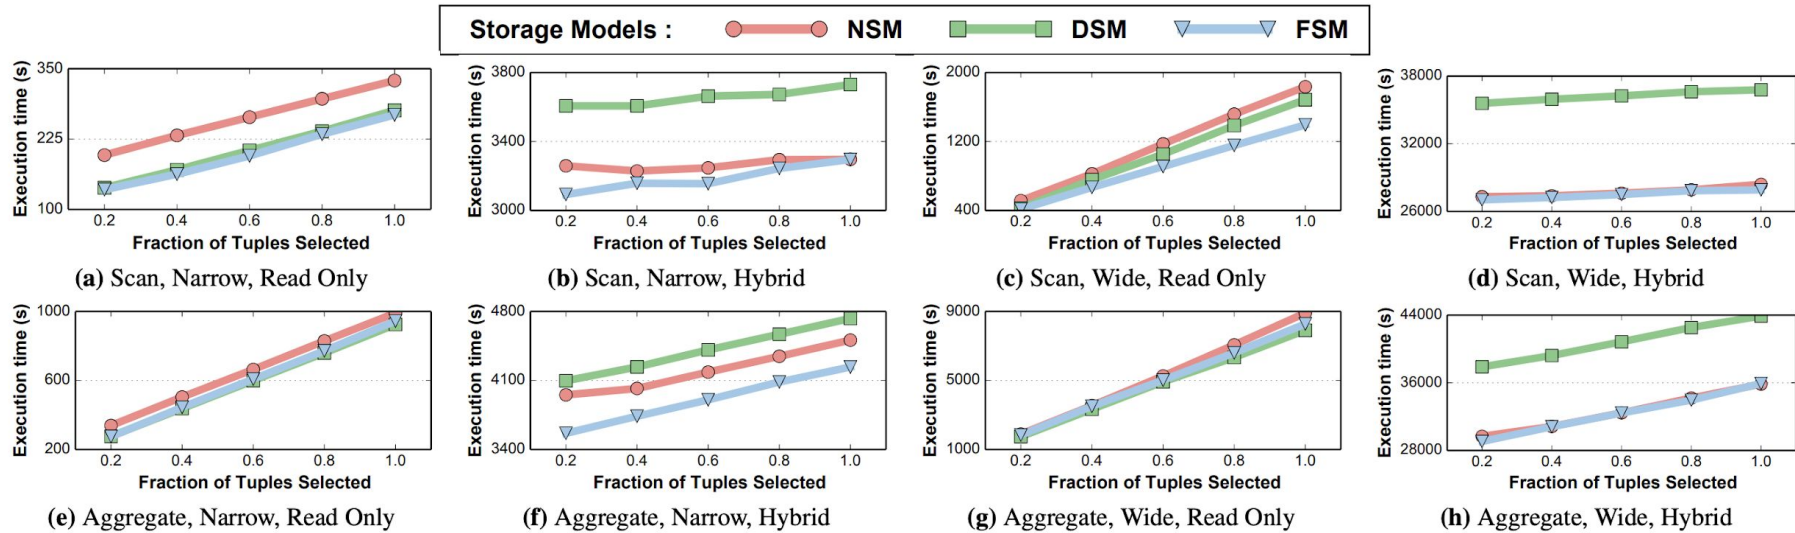 Storage Models : NSM DSM FSM
Execution time (s)
350
225
100
0.2 0.4 0.6 0.8 1.0
Fraction of Tuples Selected
(a) Scan, Narrow, Read Only
Execution time (s)
3800
3400
3000
0.2 0.4 0.6 0.8 1.0
Fraction of Tuples Selected
(b) Scan, Narrow, Hybrid
Execution time (s)
2000
1200
400
0.2 0.4 0.6 0.8 1.0
Fraction of Tuples Selected
(c) Scan, Wide, Read Only
Execution time (s)
38000
32000
26000
0.2 0.4 0.6 0.8 1.0
Fraction of Tuples Selected
(d) Scan, Wide, Hybrid
Execution time (s)
1000
600
200
0.2 0.4 0.6 0.8 1.0
Fraction of Tuples Selected
(e) Aggregate, Narrow, Read Only
Execution time (s)
4800
4100
3400
0.2 0.4 0.6 0.8 1.0
Fraction of Tuples Selected
(f) Aggregate, Narrow, Hybrid
Execution time (s)
9000
5000
1000
0.2 0.4 0.6 0.8 1.0
Fraction of Tuples Selected
(g) Aggregate, Wide, Read Only
Execution time (s)
44000
36000
28000
0.2 0.4 0.6 0.8 1.0
Fraction of Tuples Selected
(h) Aggregate, Wide, Hybrid